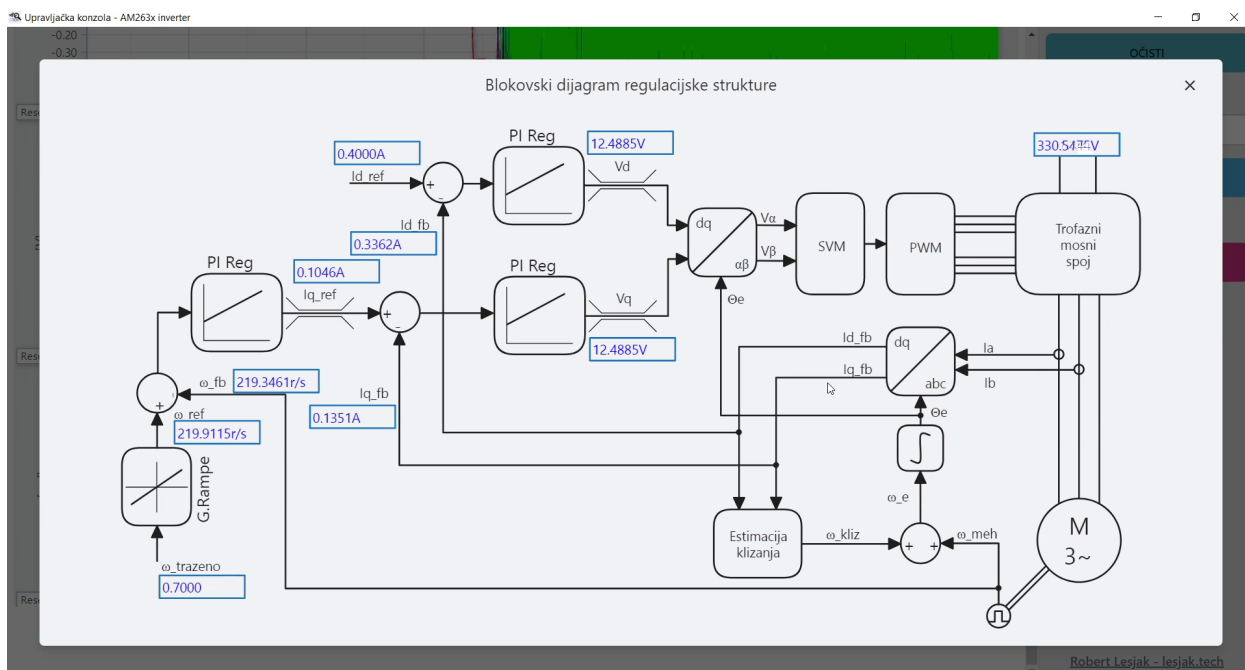 Upravljačka konzola - AM263x inverter
-0.20
-0.30
OČISTI
Blokovski dijagram regulacijske strukture
PI Reg
12.4885V
0.4000A
Id_ref
Vd
Id_fb
0.3362A
dq
αβ
Vα
Vβ
SVM
PWM
Trofazni
mosni
spoj
PI Reg
0.1046A
Iq_ref
PI Reg
Vq
12.4885V
Θe
Id_fb
Iq_fb
dq
abc
Ia
Ib
Θe
ω_fb
219.3461r/s
ω_ref
219.9115r/s
Iq_fb
0.1351A
G.Rampe
ω_trazeno
0.7000
ω_e
Estimacija
klizanja
ω_kliz
ω_meh
M
3~
Robert Lesjak - lesjak.tech